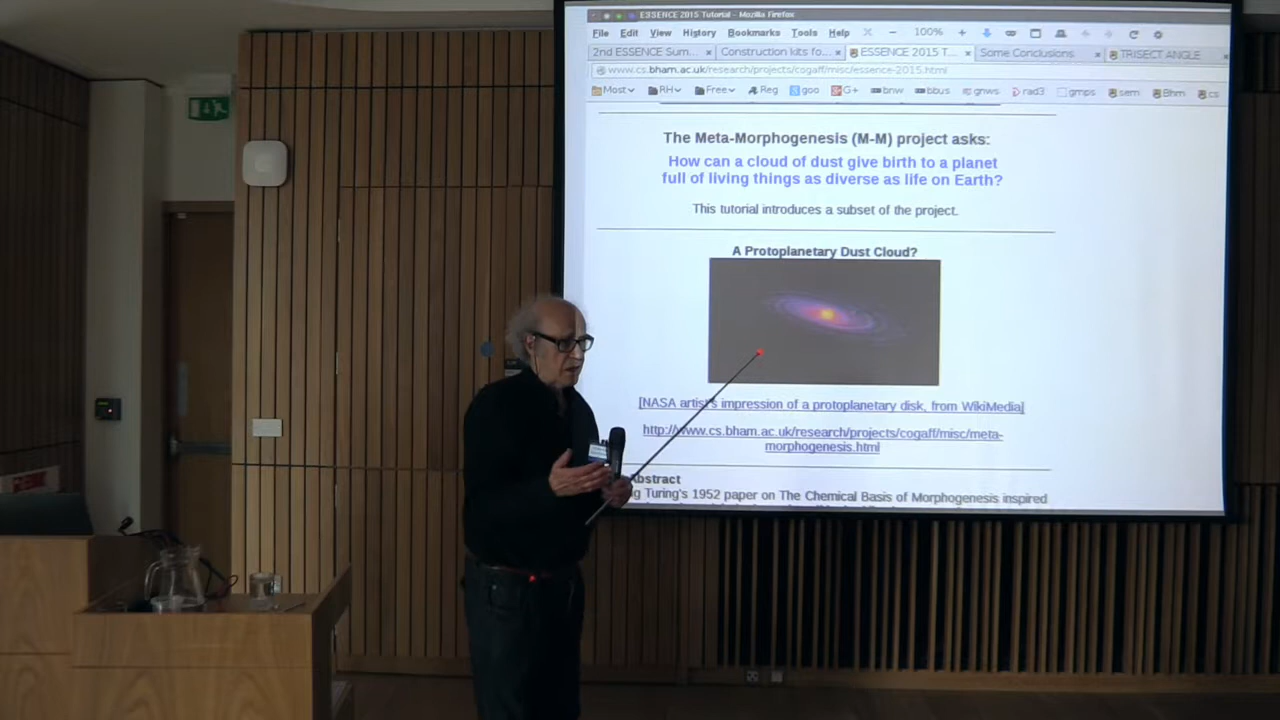 ESSENCE 2015 Tutorial – Mozilla Firefox
File Edit View History Bookmarks Tools Help 100%
2nd ESSENCE Sum... Construction kits fo... ESSENCE 2015 T... Some Conclusions TRISECT ANGLE
www.cs.bham.ac.uk/research/projects/cogaff/misc/essence-2015.html
Most RH Free Reg goo G+ bnw bbus gnws rad3 gmps sem Bhm cs
The Meta-Morphogenesis (M-M) project asks:
How can a cloud of dust give birth to a planet
full of living things as diverse as life on Earth?
This tutorial introduces a subset of the project.
A Protoplanetary Dust Cloud?
[NASA artist's impression of a protoplanetary disk, from WikiMedia]
http://www.cs.bham.ac.uk/research/projects/cogaff/misc/meta-
morphogenesis.html
Abstract
Turing's 1952 paper on The Chemical Basis of Morphogenesis inspired